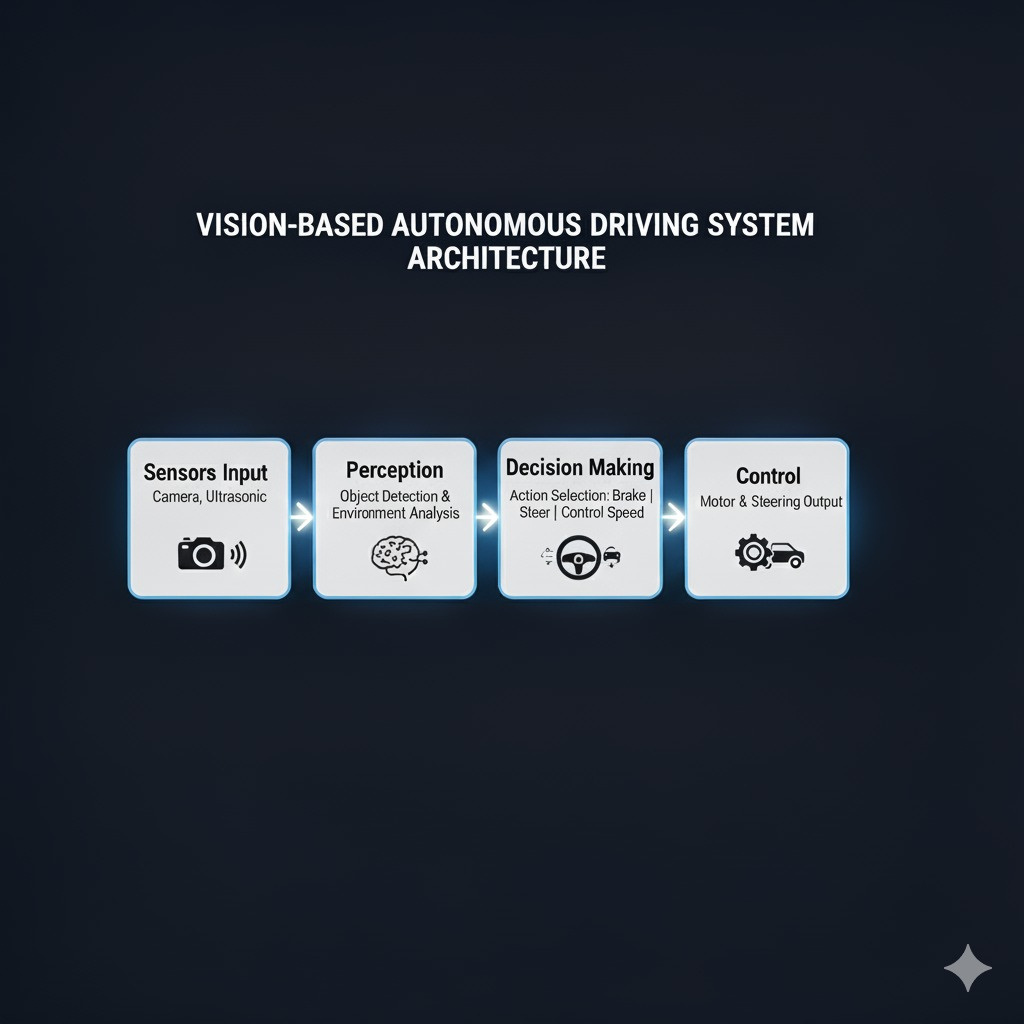 VISION-BASED AUTONOMOUS DRIVING SYSTEM
ARCHITECTURE
Sensors Input
Camera, Ultrasonic
Perception
Object Detection &
Environment Analysis
Decision Making
Action Selection: Brake |
Steer | Control Speed
Control
Motor & Steering Output